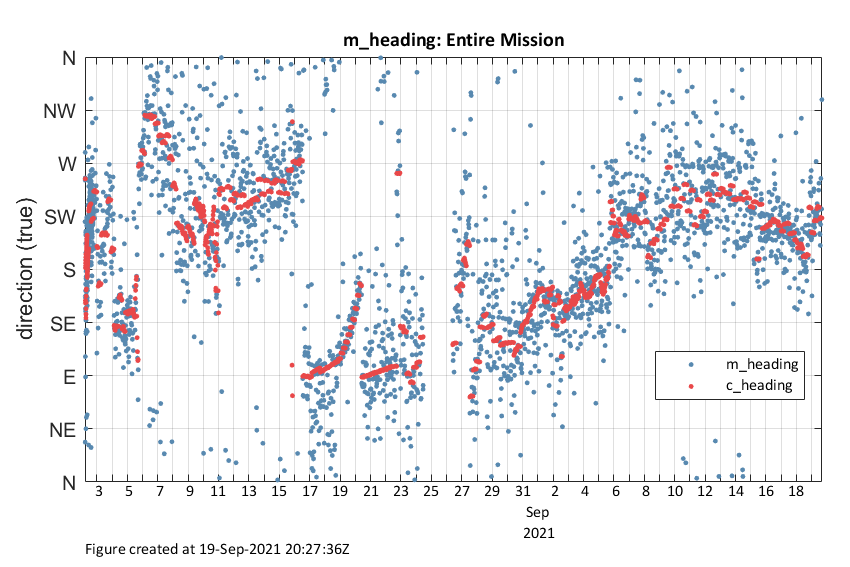 m_heading: Entire Mission
direction (true)
N
NW
W
SW
S
SE
E
NE
N
m_heading
c_heading
3 5 7 9 11 13 15 17 19 21 23 25 27 29 31 2 4 6 8 10 12 14 16 18
Sep
2021
Figure created at 19-Sep-2021 20:27:36Z